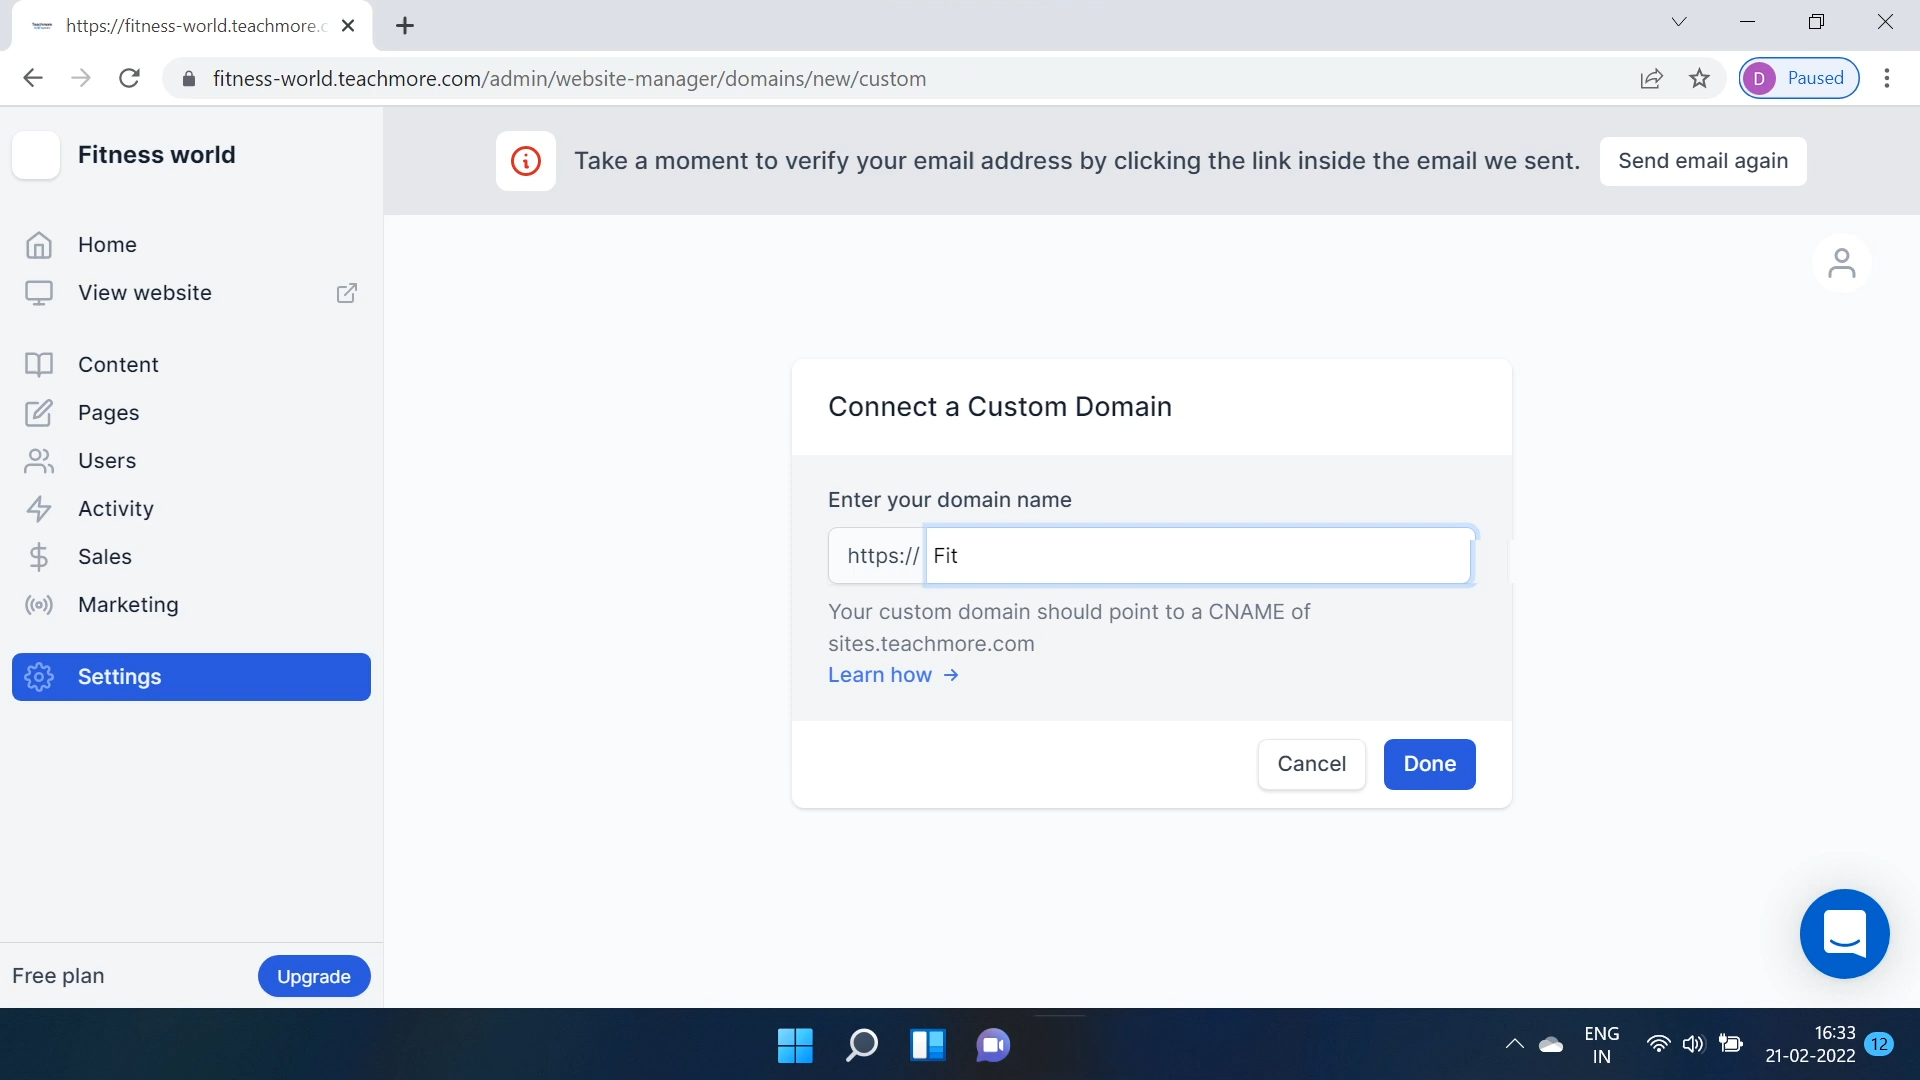 https://fitness-world.teachmore.c
fitness-world.teachmore.com/admin/website-manager/domains/new/custom
D Paused
Fitness world
Take a moment to verify your email address by clicking the link inside the email we sent.
Send email again
Home
View website
Content
Pages
Users
Activity
Sales
Marketing
Settings
Free plan
Upgrade
Connect a Custom Domain
Enter your domain name
https:// Fit
Your custom domain should point to a CNAME of
sites.teachmore.com
Learn how →
Cancel
Done
ENG
IN
16:33
21-02-2022
12